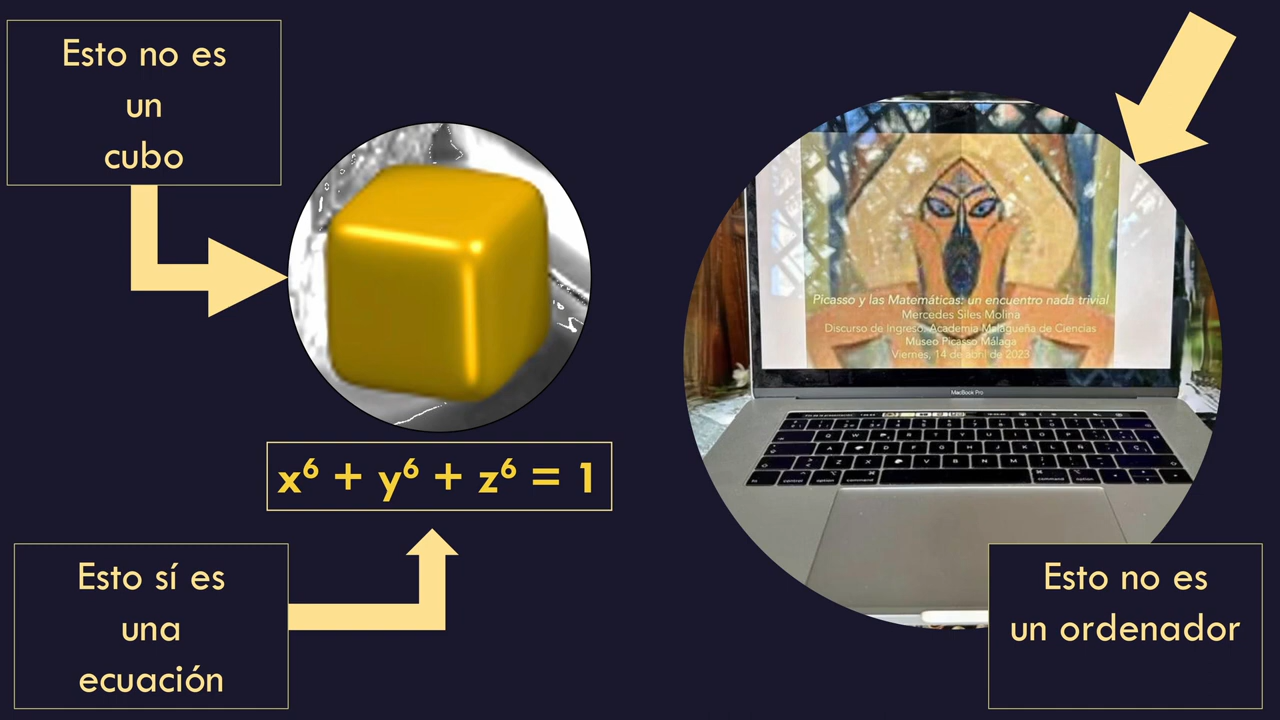 Esto no es
un
cubo
x⁶ + y⁶ + z⁶ = 1
Esto sí es
una
ecuación
Picasso y las Matemáticas: un encuentro nada trivial
Mercedes Siles Molina
Discurso de Ingreso. Academia Malagueña de Ciencias
Museo Picasso Málaga
Viernes, 14 de abril de 2023
MacBook Pro
Esto no es
un ordenador